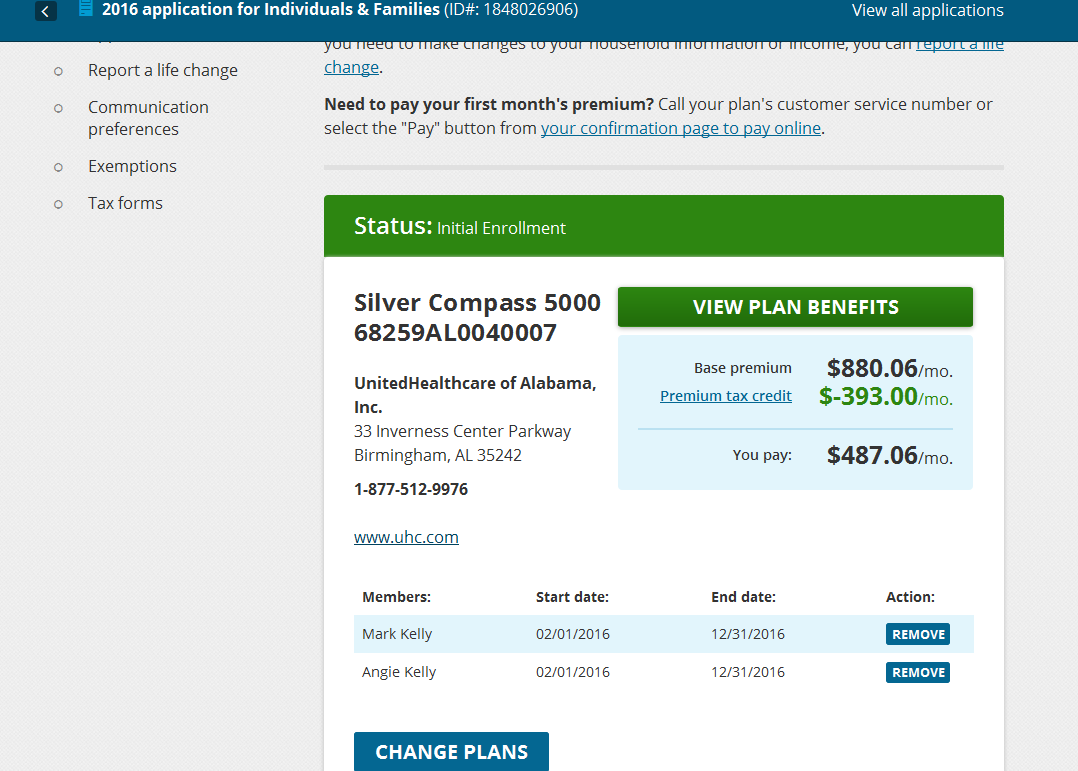 2016 application for Individuals & Families (ID#: 1848026906)
View all applications
Report a life change
Communication
preferences
Exemptions
Tax forms
you need to make changes to your household information or income, you can report a life
change.
Need to pay your first month's premium? Call your plan's customer service number or
select the "Pay" button from your confirmation page to pay online.
Status: Initial Enrollment
Silver Compass 5000
68259AL0040007
UnitedHealthcare of Alabama,
Inc.
33 Inverness Center Parkway
Birmingham, AL 35242
1-877-512-9976
www.uhc.com
VIEW PLAN BENEFITS
Base premium $880.06/mo.
Premium tax credit $-393.00/mo.
You pay: $487.06/mo.
Members: Start date: End date: Action:
Mark Kelly 02/01/2016 12/31/2016 REMOVE
Angie Kelly 02/01/2016 12/31/2016 REMOVE
CHANGE PLANS